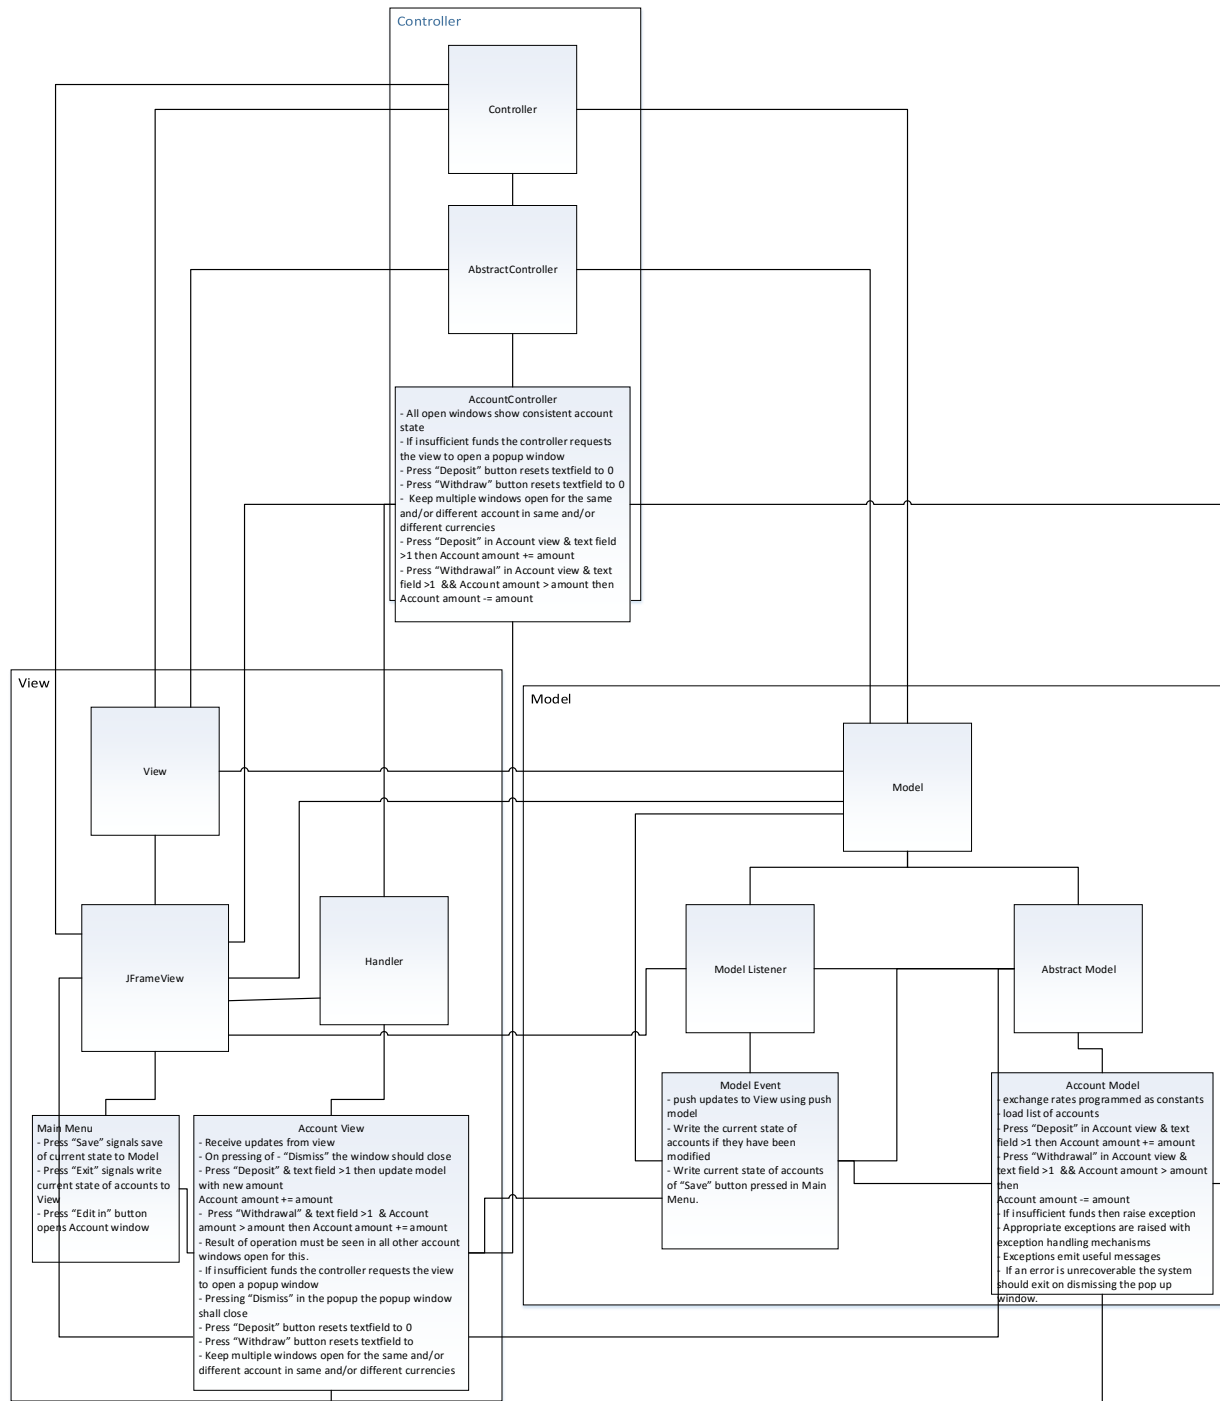 Controller
Controller
AbstractController
AccountController
- All open windows show consistent account
state
- If insufficient funds the controller requests
the view to open a popup window
- Press “Deposit” button resets textfield to 0
- Press “Withdraw” button resets textfield to 0
- Keep multiple windows open for the same
and/or different account in same and/or
different currencies
- Press “Deposit” in Account view & text field
>1 then Account amount += amount
- Press “Withdrawal” in Account view & text
field >1 && Account amount > amount then
Account amount -= amount
View
View
JFrameView
Handler
Main Menu
- Press “Save” signals save
of current state to Model
- Press “Exit” signals write
current state of accounts to
View
- Press “Edit in” button
opens Account window
Account View
- Receive updates from view
- On pressing of - “Dismiss” the window should close
- Press “Deposit” & text field >1 then update model
with new amount
Account amount += amount
- Press “Withdrawal” & text field >1 & Account
amount > amount then Account amount += amount
- Result of operation must be seen in all other account
windows open for this.
- If insufficient funds the controller requests the view
to open a popup window
- Pressing “Dismiss” in the popup the popup window
shall close
- Press “Deposit” button resets textfield to 0
- Press “Withdraw” button resets textfield to
- Keep multiple windows open for the same and/or
different account in same and/or different currencies
Model
Model
Model Listener
Abstract Model
Model Event
- push updates to View using push
model
- Write the current state of
accounts if they have been
modified
- Write current state of accounts
of “Save” button pressed in Main
Menu.
Account Model
- exchange rates programmed as constants
- load list of accounts
- Press “Deposit” in Account view & text
field >1 then Account amount += amount
- Press “Withdrawal” in Account view &
text field >1 && Account amount > amount
then
Account amount -= amount
- If insufficient funds then raise exception
- Appropriate exceptions are raised with
exception handling mechanisms
- Exceptions emit useful messages
- If an error is unrecoverable the system
should exit on dismissing the pop up
window.